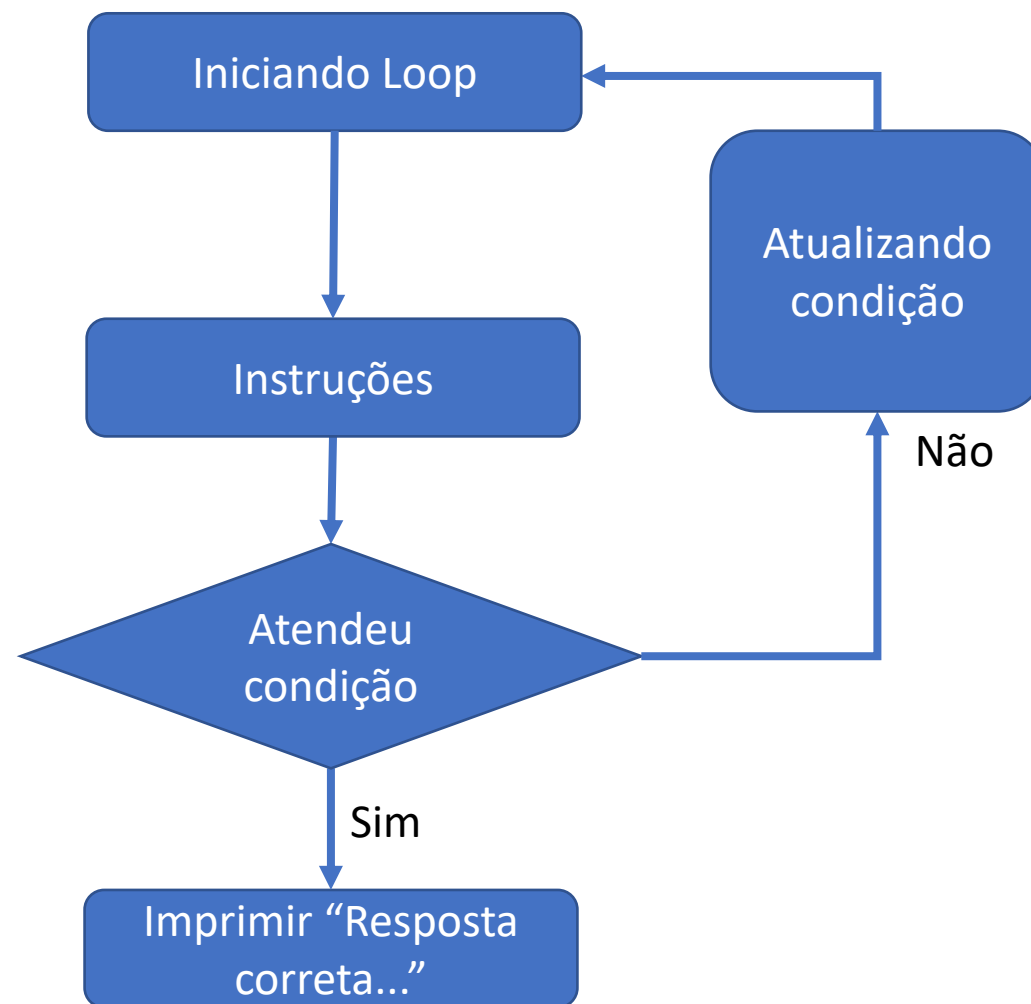 Iniciando Loop
Atualizando
condição
Instruções
Não
Atendeu
condição
Sim
Imprimir “Resposta
correta...”